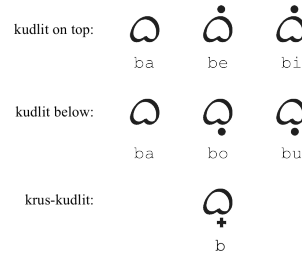 kudlit on top: ᜊ ᜊᜒ ᜊᜒ
ba be bi
kudlit below: ᜊ ᜊᜓ ᜊᜓ
ba bo bu
krus-kudlit: ᜊ᜔
b